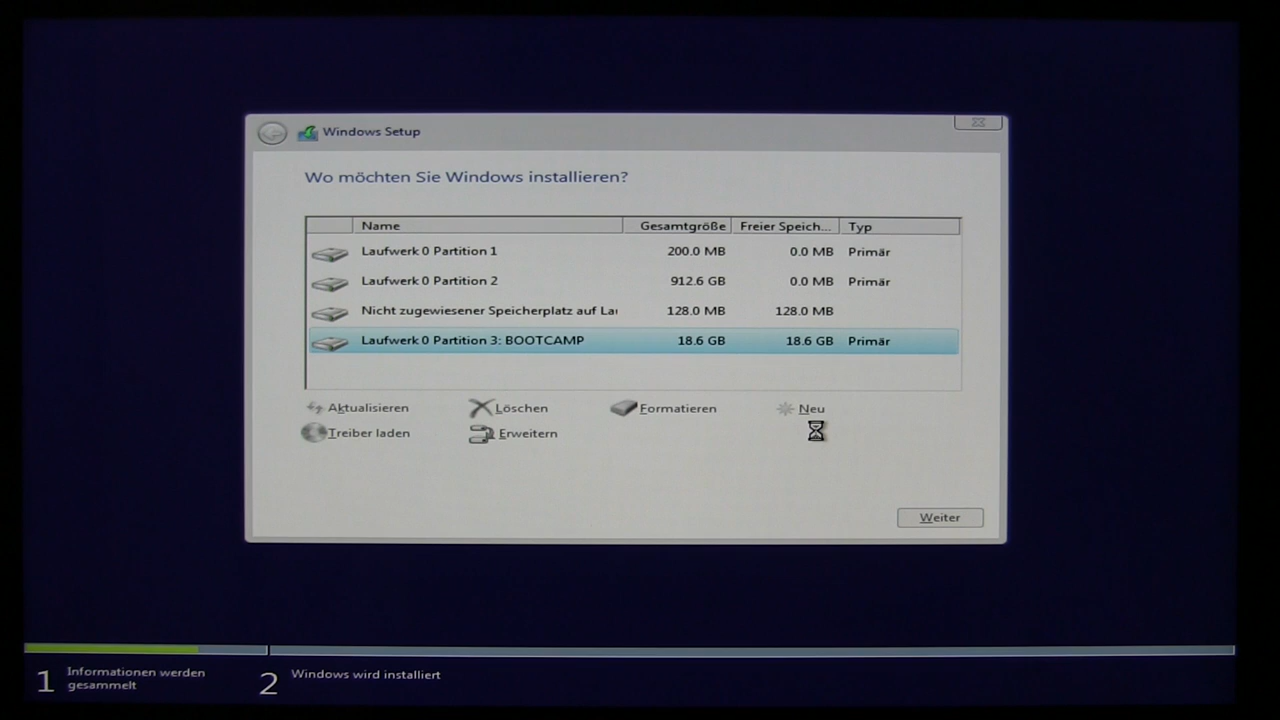 Windows Setup
Wo möchten Sie Windows installieren?
Name Gesamtgröße Freier Speich... Typ
Laufwerk 0 Partition 1 200.0 MB 0.0 MB Primär
Laufwerk 0 Partition 2 912.6 GB 0.0 MB Primär
Nicht zugewiesener Speicherplatz auf Lau 128.0 MB 128.0 MB
Laufwerk 0 Partition 3: BOOTCAMP 18.6 GB 18.6 GB Primär
Aktualisieren Löschen Formatieren Neu
Treiber laden Erweitern
Weiter
1 Informationen werden
gesammelt
2 Windows wird installiert